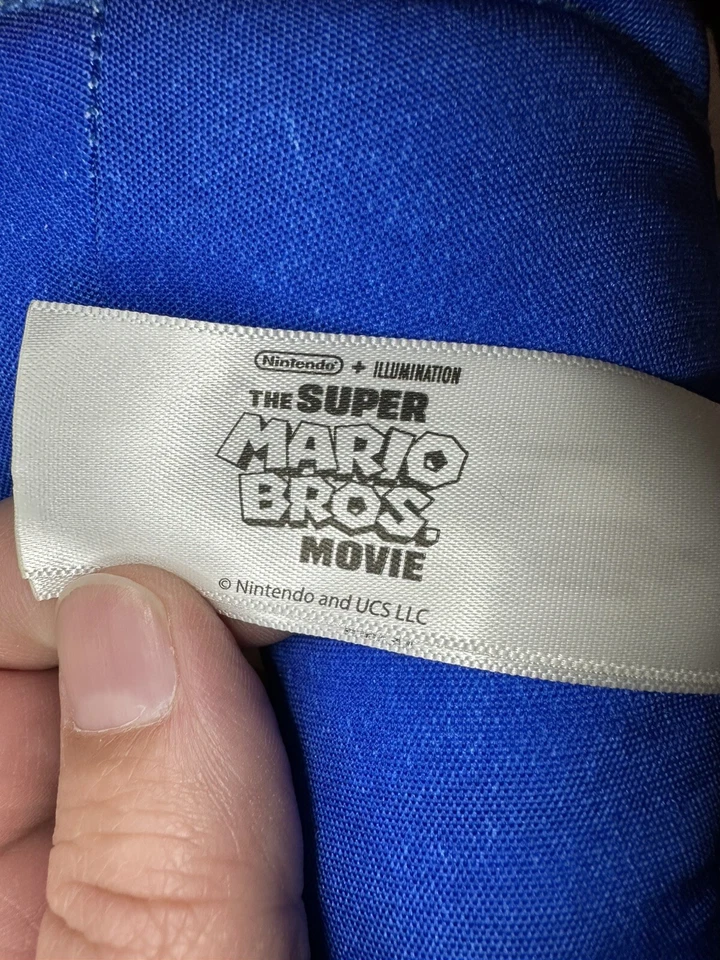 Nintendo + ILLUMINATION
THE SUPER
MARIO
BROS.
MOVIE
© Nintendo and UCS LLC